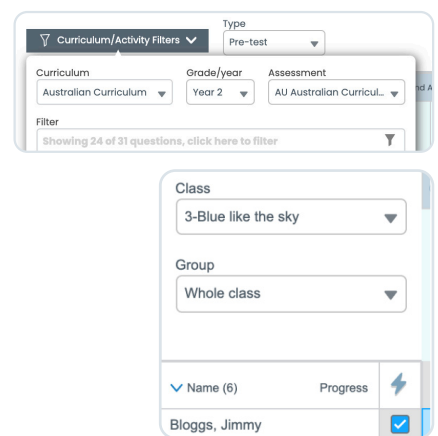 Type
Curriculum/Activity Filters
Pre-test
Curriculum
Grade/year
Assessment
Australian Curriculum
Year 2
AU Australian Curricul...
nd A
Filter
Showing 24 of 31 questions, click here to filter
Class
3-Blue like the sky
Group
Whole class
Name (6)
Progress
Bloggs, Jimmy